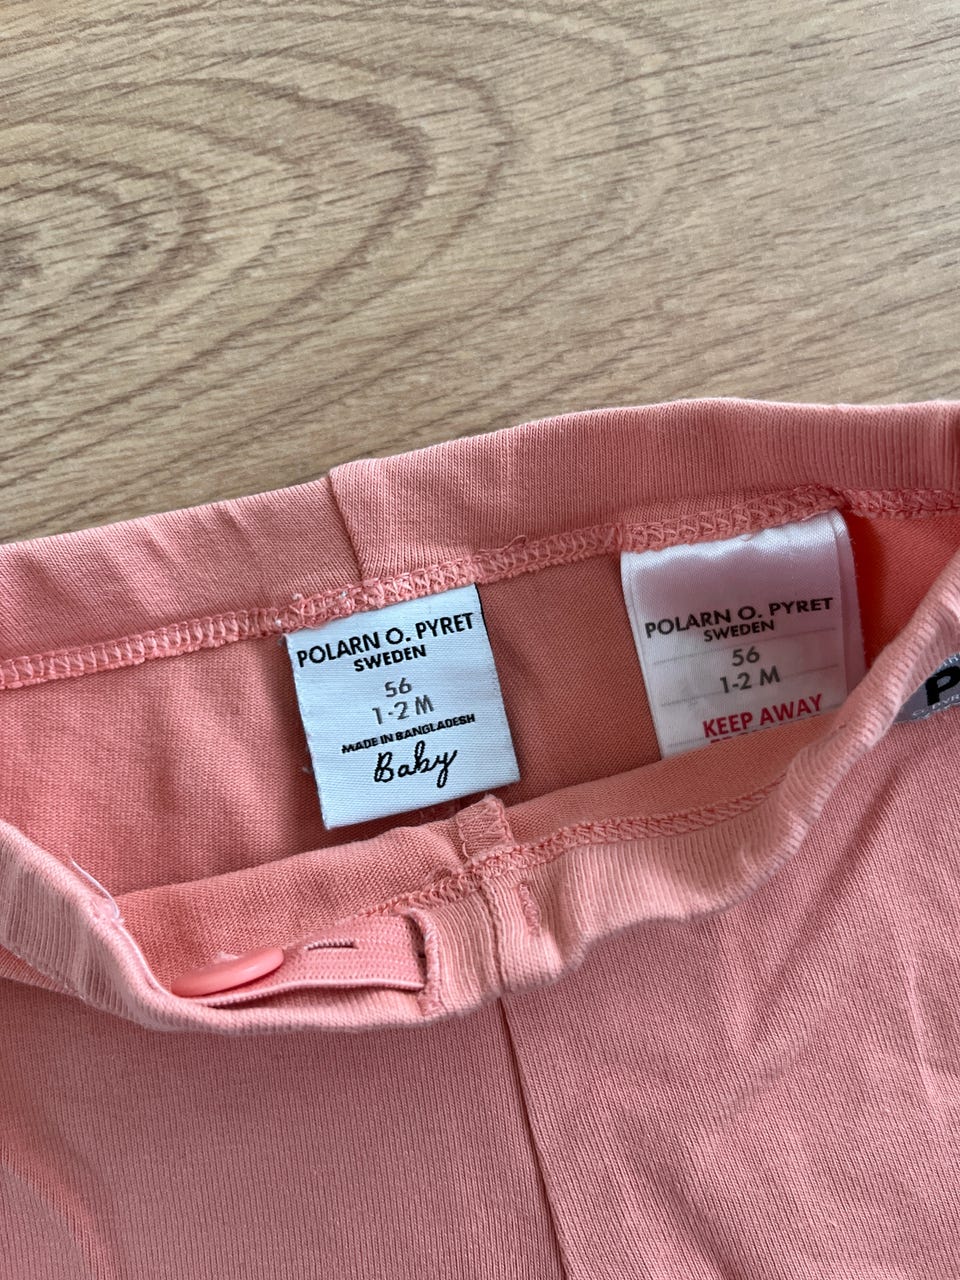 POLARN O. PYRET
SWEDEN
56
1-2 M
MADE IN BANGLADESH
Baby
POLARN O. PYRET
SWEDEN
56
1-2 M
KEEP AWAY
P